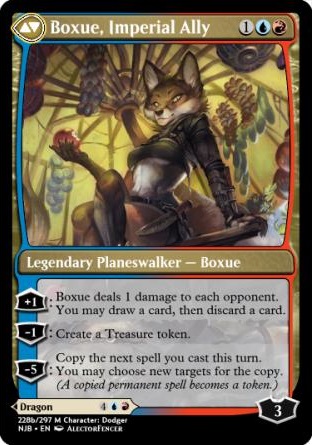 Boxue, Imperial Ally 1
Legendary Planeswalker — Boxue
+1: Boxue deals 1 damage to each opponent.
You may draw a card, then discard a card.
-1: Create a Treasure token.
-5: Copy the next spell you cast this turn.
You may choose new targets for the copy.
(A copied permanent spell becomes a token.)
Dragon 4
3
228b/297 M Character: Dodger
NJB • EN AlectorFencer